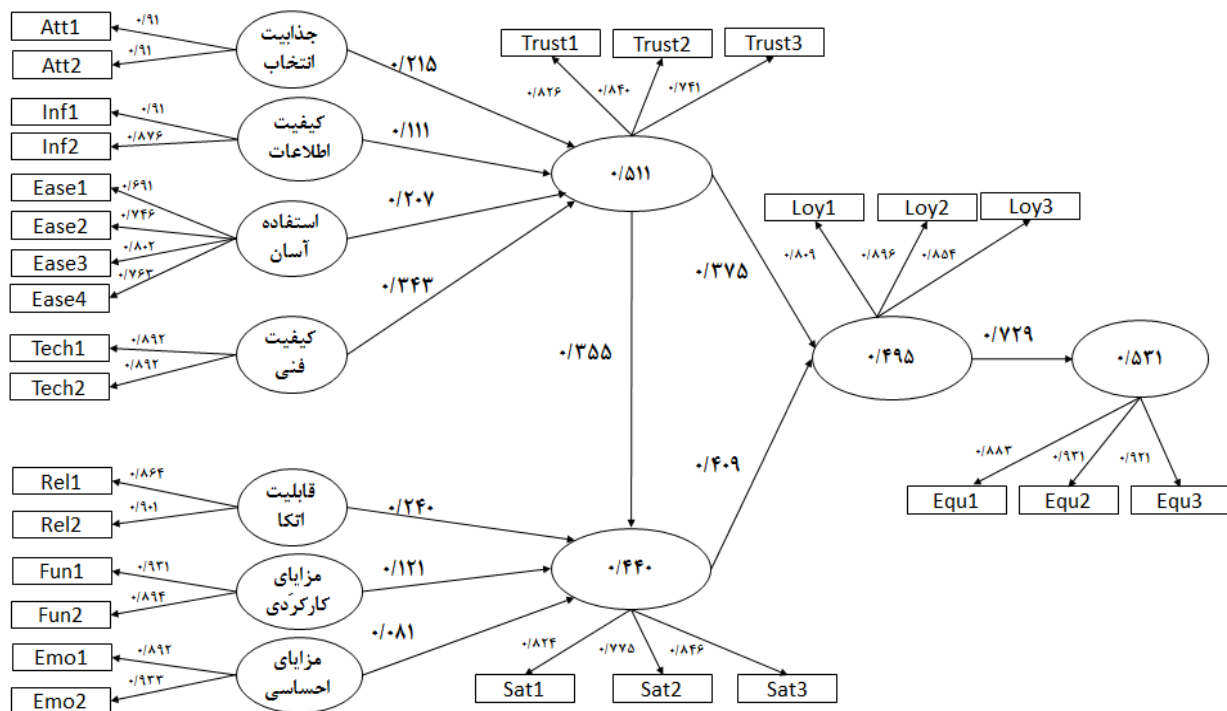 Att1
۰/۹۱
Att2
۰/۹۱
جذابیت
انتخاب
۰/۲۱۵
Inf1
۰/۹۱
Inf2
۰/۸۷۶
کیفیت
اطلاعات
۰/۱۱۱
Ease1
۰/۶۹۱
Ease2
۰/۷۴۶
Ease3
۰/۸۰۲
Ease4
۰/۷۶۳
استفاده
آسان
۰/۲۰۷
Tech1
۰/۸۹۲
Tech2
۰/۸۹۲
کیفیت
فنی
۰/۳۴۳
Trust1
Trust2
Trust3
۰/۸۲۶
۰/۸۴۰
۰/۷۴۱
۰/۵۱۱
۰/۳۵۵
۰/۳۷۵
Loy1
Loy2
Loy3
۰/۸۰۹
۰/۸۹۶
۰/۸۵۴
۰/۴۹۵
۰/۷۲۹
۰/۵۳۱
۰/۸۸۳
۰/۹۳۱
۰/۹۲۱
Equ1
Equ2
Equ3
۰/۴۰۹
Rel1
۰/۸۶۴
Rel2
۰/۹۰۱
قابلیت
اتکا
۰/۲۴۰
Fun1
۰/۹۳۱
Fun2
۰/۸۹۴
مزایای
کارکردی
۰/۱۲۱
Emo1
۰/۸۹۲
Emo2
۰/۹۳۳
مزایای
احساسی
۰/۰۸۱
۰/۴۴۰
۰/۸۲۴
۰/۷۷۵
۰/۸۴۶
Sat1
Sat2
Sat3